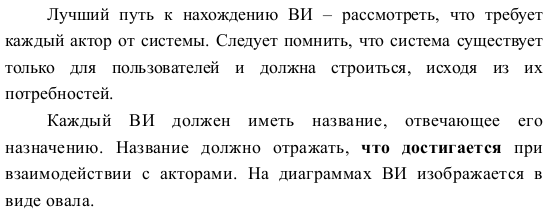 Лучший путь к нахождению ВИ – рассмотреть, что требует
каждый актор от системы. Следует помнить, что система существует
только для пользователей и должна строиться, исходя из их
потребностей.
Каждый ВИ должен иметь название, отвечающее его
назначению. Название должно отражать, что достигается при
взаимодействии с акторами. На диаграммах ВИ изображается в
виде овала.